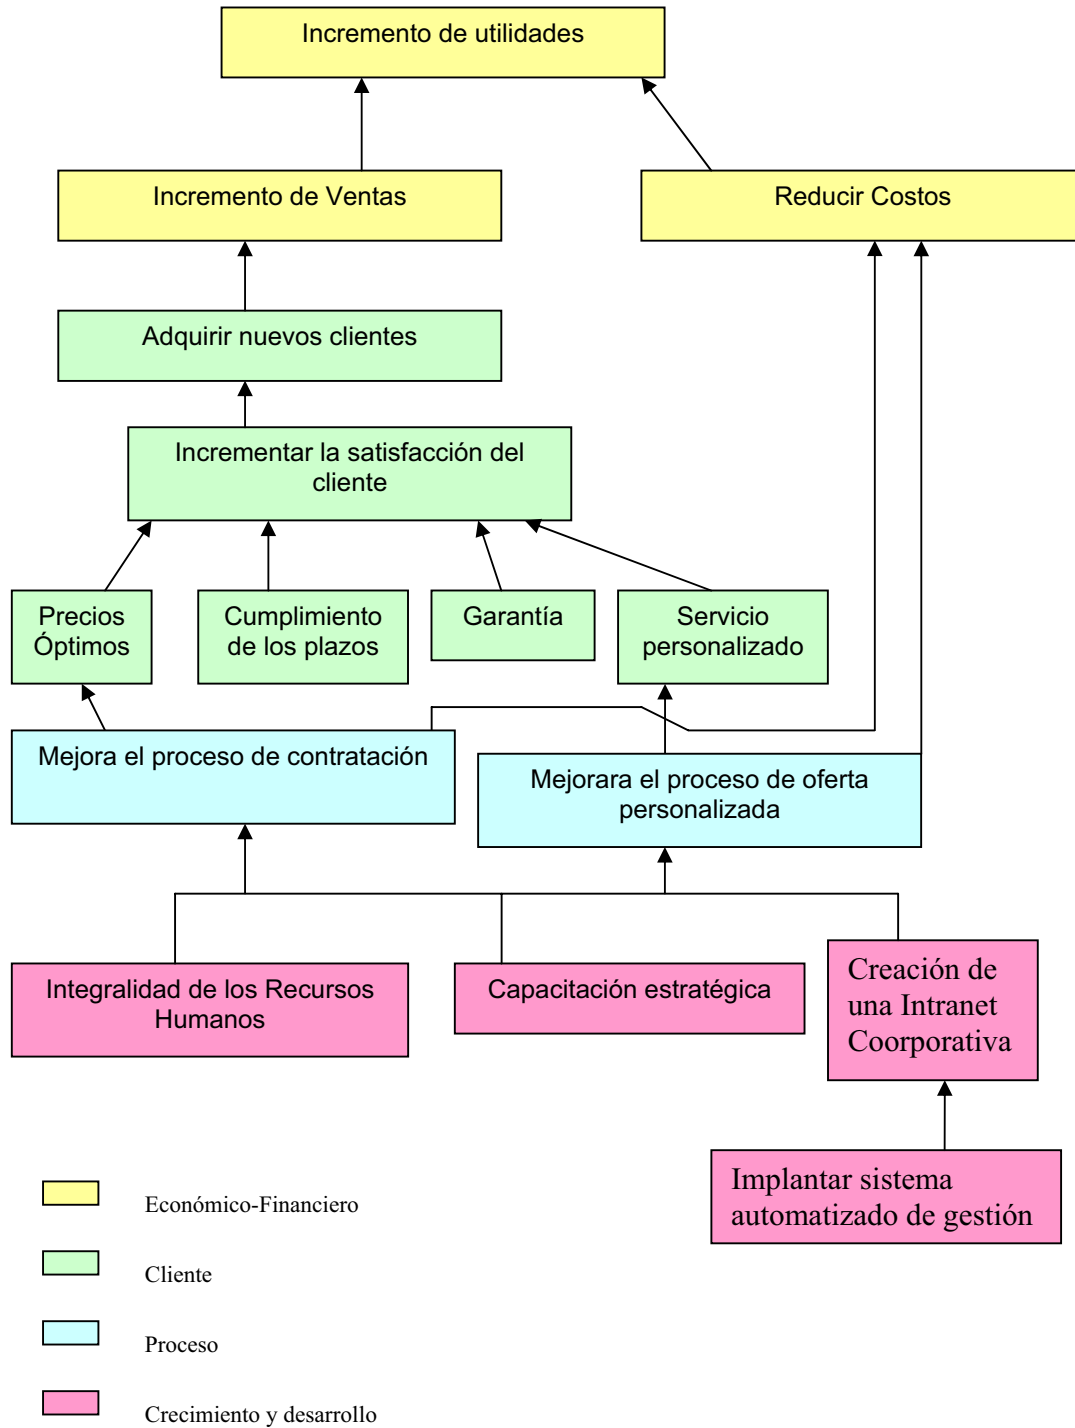 Incremento de utilidades
Incremento de Ventas
Reducir Costos
Adquirir nuevos clientes
Incrementar la satisfacción del
cliente
Precios
Óptimos
Cumplimiento
de los plazos
Garantía
Servicio
personalizado
Mejora el proceso de contratación
Mejorara el proceso de oferta
personalizada
Integralidad de los Recursos
Humanos
Capacitación estratégica
Creación de
una Intranet
Coorporativa
Implantar sistema
automatizado de gestión
Económico-Financiero
Cliente
Proceso
Crecimiento y desarrollo